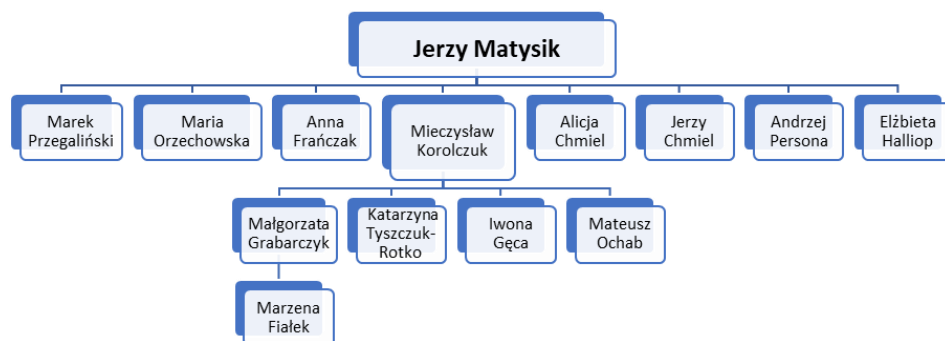 Jerzy Matysik
Marek
Przegaliński
Maria
Orzechowska
Anna
Frańczak
Mieczysław
Korolczuk
Alicja
Chmiel
Jerzy
Chmiel
Andrzej
Persona
Elżbieta
Halliop
Małgorzata
Grabarczyk
Katarzyna
Tyszczuk-
Rotko
Iwona
Gęca
Mateusz
Ochab
Marzena
Fiałek